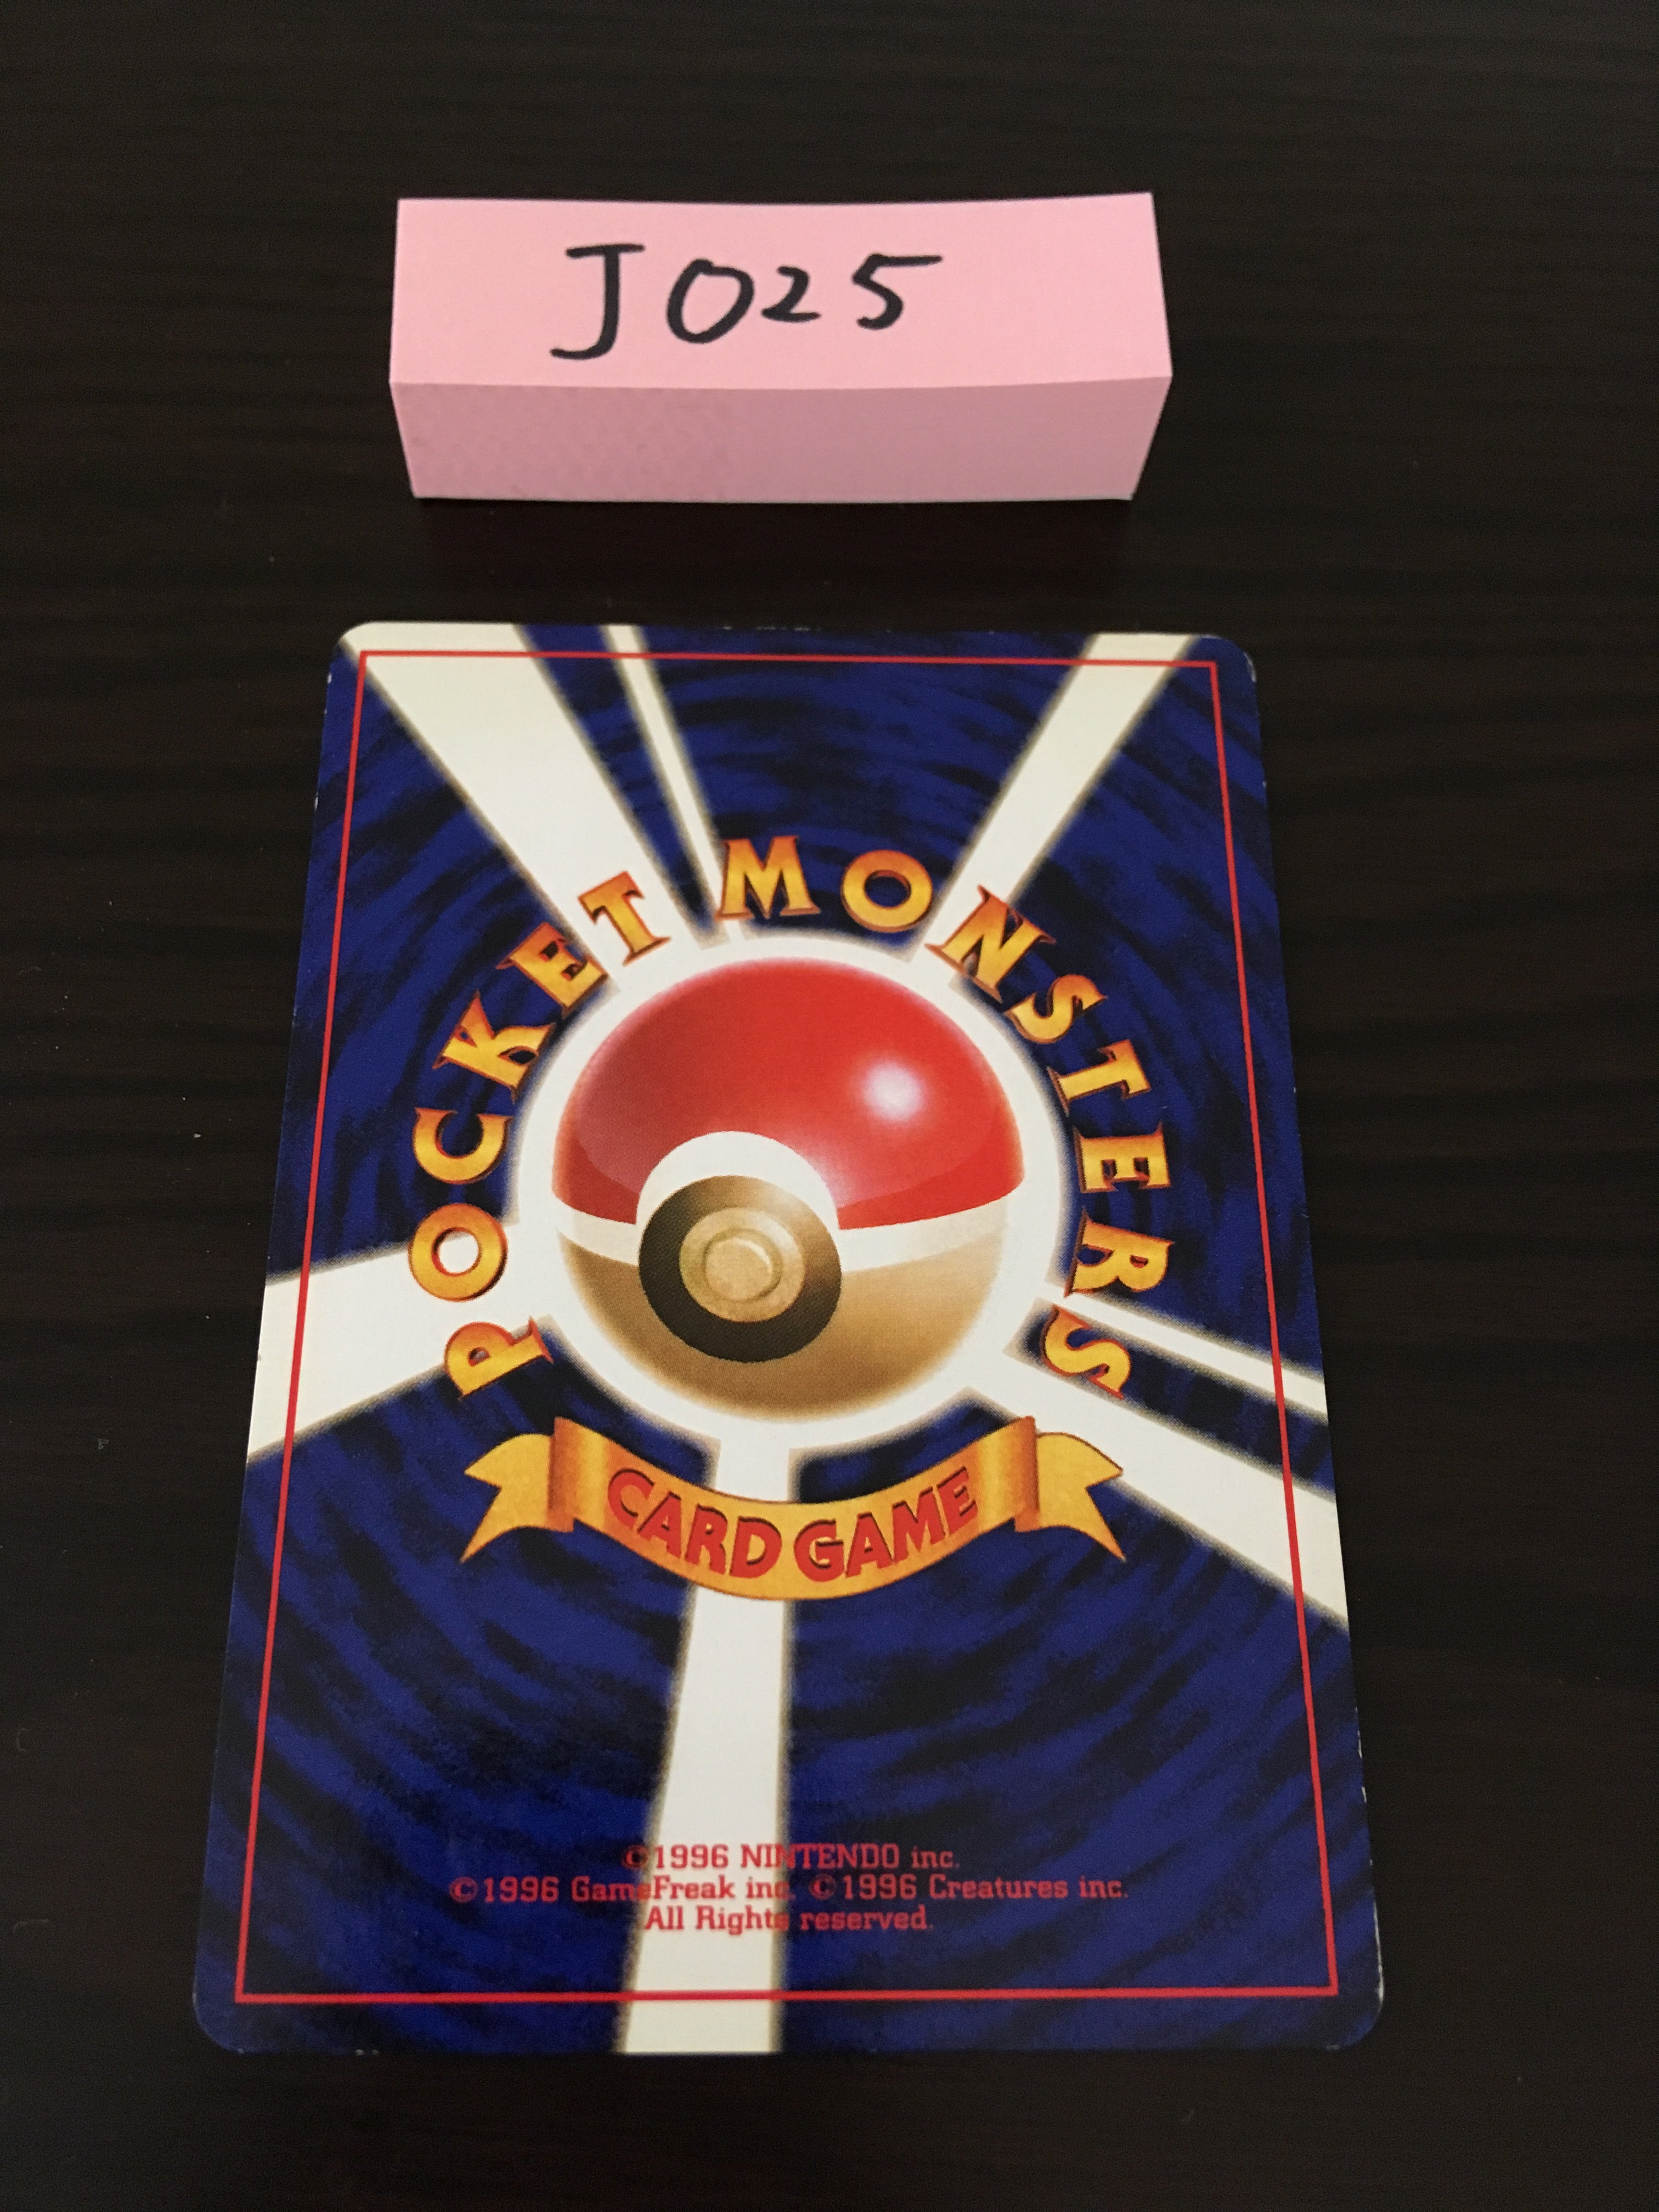 J025
POCKET MONSTERS
CARD GAME
©1996 NINTENDO inc.
©1996 GameFreak inc. ©1996 Creatures inc.
All Rights reserved.